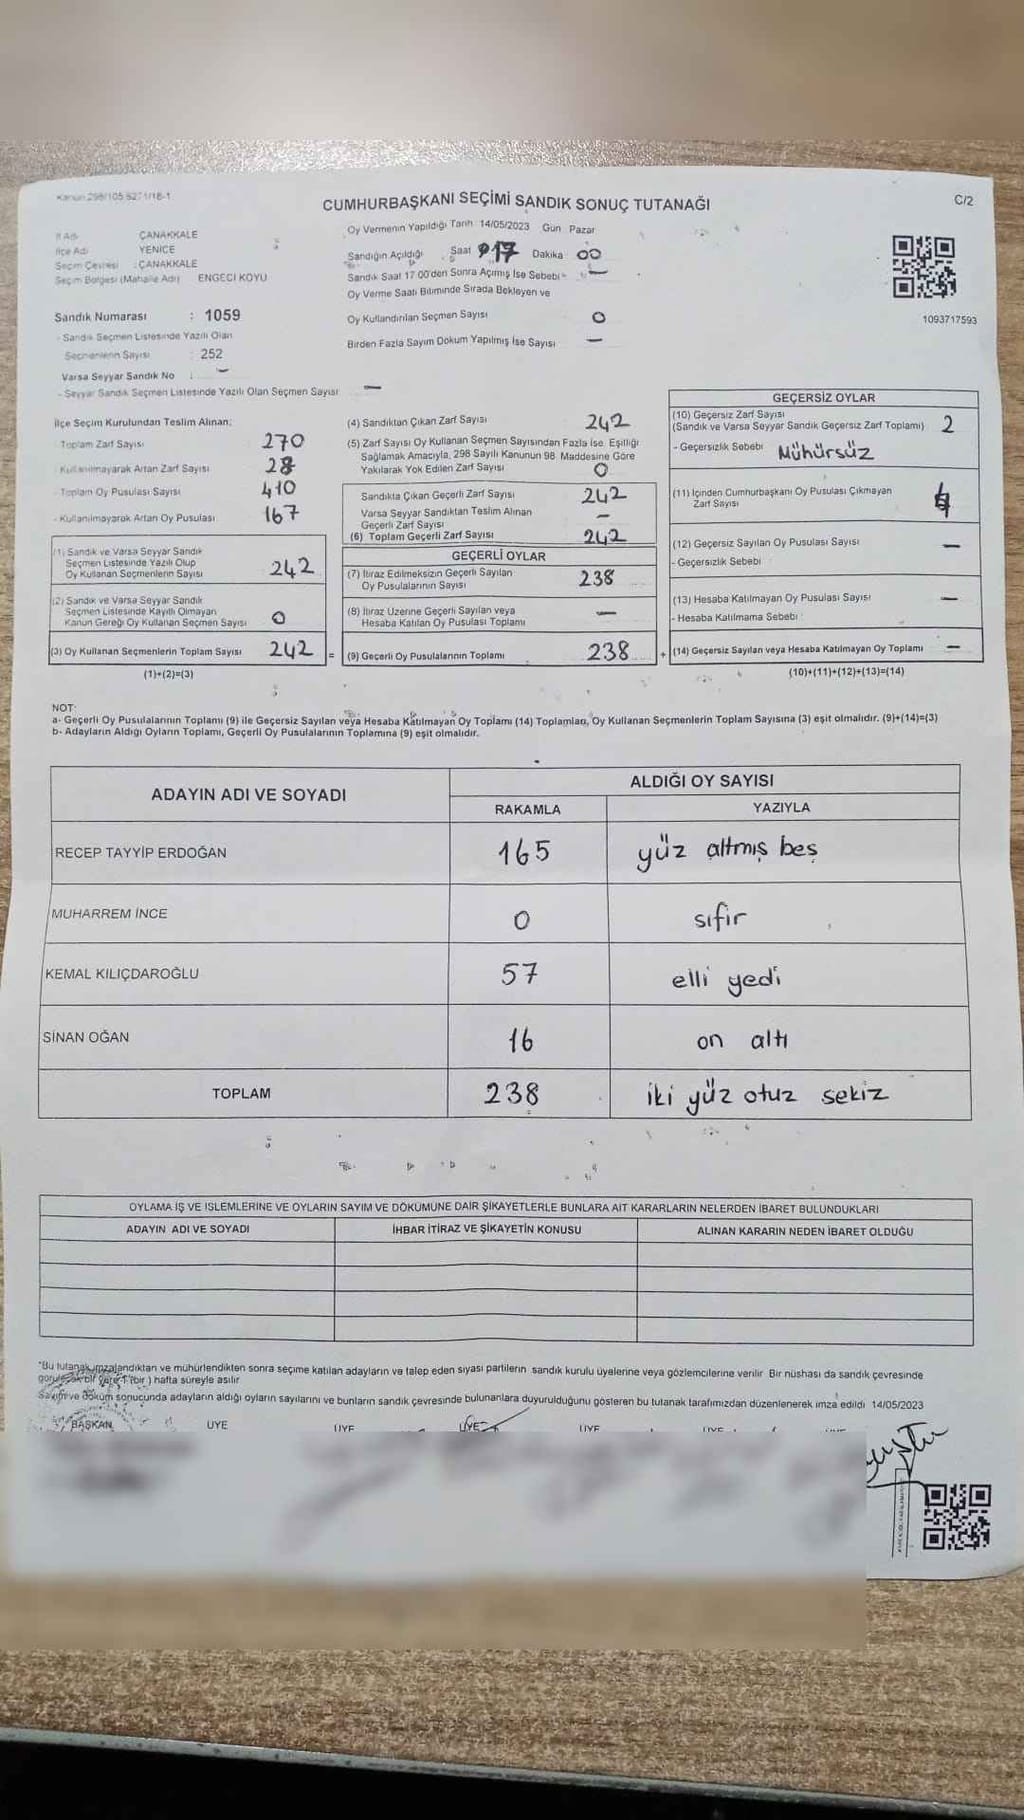 Kanun 298/105 S271/18-1
CUMHURBAŞKANI SEÇİMİ SANDIK SONUÇ TUTANAĞI
C/2
İl Adı ÇANAKKALE
İlçe Adı YENİCE
Seçim Çevresi : ÇANAKKALE
Seçim Bölgesi (Mahalle Adı) ENGECİ KÖYÜ
Sandık Numarası : 1059
- Sandık Seçmen Listesinde Yazılı Olan
Seçmenlerin Sayısı : 252
Varsa Seyyar Sandık No : -
- Seyyar Sandık Seçmen Listesinde Yazılı Olan Seçmen Sayısı -
Oy Vermenin Yapıldığı Tarih 14/05/2023 Gün Pazar
Sandığın Açıldığı Saat 17 Dakika 00
Sandık Saat 17:00'den Sonra Açılmış İse Sebebi -
Oy Verme Saati Bitiminde Sırada Bekleyen ve
Oy Kullandırılan Seçmen Sayısı 0
Birden Fazla Sayım Döküm Yapılmış İse Sayısı -
1093717593
İlçe Seçim Kurulundan Teslim Alınan:
- Toplam Zarf Sayısı 270
- Kullanılmayarak Artan Zarf Sayısı 28
- Toplam Oy Pusulası Sayısı 410
- Kullanılmayarak Artan Oy Pusulası 167
(1) Sandık ve Varsa Seyyar Sandık
Seçmen Listesinde Yazılı Olup
Oy Kullanan Seçmenlerin Sayısı 242
(2) Sandık ve Varsa Seyyar Sandık
Seçmen Listesinde Kayıtlı Olmayan
Kanun Gereği Oy Kullanan Seçmen Sayısı 0
(3) Oy Kullanan Seçmenlerin Toplam Sayısı 242 =
(1)+(2)=(3)
(4) Sandıktan Çıkan Zarf Sayısı 242
(5) Zarf Sayısı Oy Kullanan Seçmen Sayısından Fazla İse, Eşitliği
Sağlamak Amacıyla, 298 Sayılı Kanunun 98. Maddesine Göre
Yakılarak Yok Edilen Zarf Sayısı 0
Sandıkta Çıkan Geçerli Zarf Sayısı 242
Varsa Seyyar Sandıktan Teslim Alınan
Geçerli Zarf Sayısı -
(6) Toplam Geçerli Zarf Sayısı 242
GEÇERLİ OYLAR
(7) İtiraz Edilmeksizin Geçerli Sayılan
Oy Pusulalarının Sayısı 238
(8) İtiraz Üzerine Geçerli Sayılan veya
Hesaba Katılan Oy Pusulası Toplamı -
(9) Geçerli Oy Pusulalarının Toplamı 238 +
GEÇERSİZ OYLAR
(10) Geçersiz Zarf Sayısı
(Sandık ve Varsa Seyyar Sandık Geçersiz Zarf Toplamı) 2
- Geçersizlik Sebebi Mühürsüz
(11) İçinden Cumhurbaşkanı Oy Pusulası Çıkmayan
Zarf Sayısı
(12) Geçersiz Sayılan Oy Pusulası Sayısı -
- Geçersizlik Sebebi
(13) Hesaba Katılmayan Oy Pusulası Sayısı -
- Hesaba Katılmama Sebebi :
(14) Geçersiz Sayılan veya Hesaba Katılmayan Oy Toplamı -
(10)+(11)+(12)+(13)=(14)
NOT:
a- Geçerli Oy Pusulalarının Toplamı (9) ile Geçersiz Sayılan veya Hesaba Katılmayan Oy Toplamı (14) Toplamları, Oy Kullanan Seçmenlerin Toplam Sayısına (3) eşit olmalıdır. (9)+(14)=(3)
b- Adayların Aldığı Oyların Toplamı, Geçerli Oy Pusulalarının Toplamına (9) eşit olmalıdır.
ADAYIN ADI VE SOYADI
ALDIĞI OY SAYISI
RAKAMLA YAZIYLA
RECEP TAYYİP ERDOĞAN 165 yüz altmış beş
MUHARREM İNCE 0 sıfır
KEMAL KILIÇDAROĞLU 57 elli yedi
SİNAN OĞAN 16 on altı
TOPLAM 238 iki yüz otuz sekiz
OYLAMA İŞ VE İŞLEMLERİNE VE OYLARIN SAYIM VE DÖKÜMÜNE DAİR ŞİKAYETLERLE BUNLARA AİT KARARLARIN NELERDEN İBARET BULUNDUKLARI
ADAYIN ADI VE SOYADI İHBAR İTİRAZ VE ŞİKAYETİN KONUSU ALINAN KARARIN NEDEN İBARET OLDUĞU
*Bu tutanak imzalandıktan ve mühürlendikten sonra seçime katılan adayların ve talep eden siyasi partilerin sandık kurulu üyelerine veya gözlemcilerine verilir. Bir nüshası da sandık çevresinde
görülecek bir yere 1 (bir) hafta süreyle asılır
Sayım ve döküm sonucunda adayların aldığı oyların sayılarını ve bunların sandık çevresinde bulunanlara duyurulduğunu gösteren bu tutanak tarafımızdan düzenlenerek imza edildi 14/05/2023
BAŞKAN ÜYE ÜYE ÜYE ÜYE ÜYE